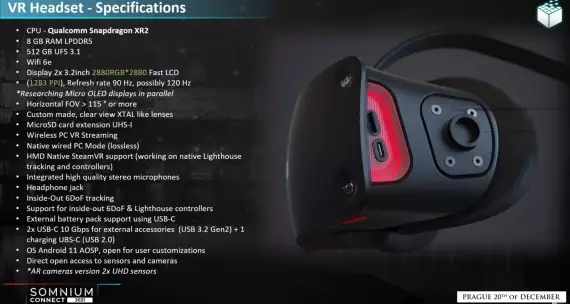 VR Headset - Specifications
• CPU - Qualcomm Snapdragon XR2
• 8 GB RAM LPDDR5
• 512 GB UFS 3.1
• Wifi 6e
• Display 2x 3.2inch 2880RGB*2880 Fast LCD
• (1283 PPI), Refresh rate 90 Hz, possibly 120 Hz
*Researching Micro OLED displays in parallel
• Horizontal FOV > 115 ° or more
• Custom made, clear view XTAL like lenses
• MicroSD card extension UHS-I
• Wireless PC VR Streaming
• Native wired PC Mode (lossless)
• HMD Native SteamVR support (working on native Lighthouse
tracking and controllers)
• Integrated high quality stereo microphones
• Headphone jack
• Inside-Out 6DoF tracking
• Support for inside-out 6DoF & Lighthouse controllers
• External battery pack support using USB-C
• 2x USB-C 10 Gbps for external accessories (USB 3.2 Gen2) + 1
charging UBS-C (USB 2.0)
• OS Android 11 AOSP, open for user customizations
• Direct open access to sensors and cameras
• *AR cameras version 2x UHD sensors
SOMNIUM
CONNECT 2021
PRAGUE 20TH OF DECEMBER